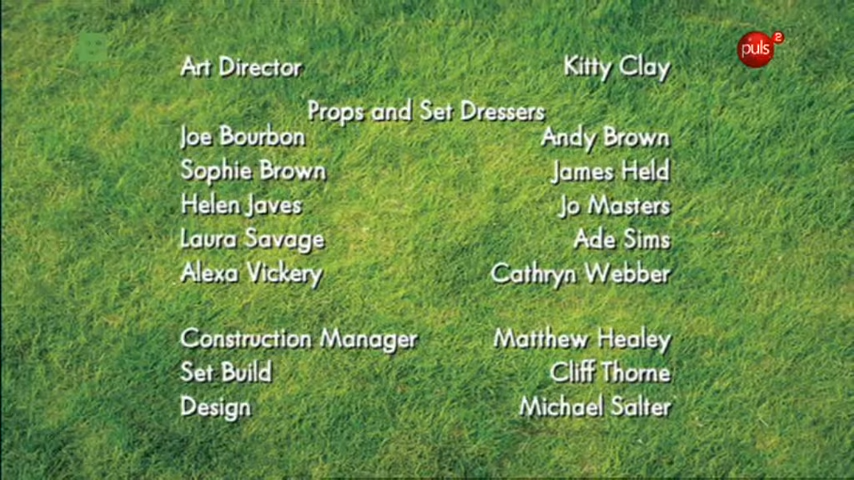 puls 2
Art Director Kitty Clay
Props and Set Dressers
Joe Bourbon Andy Brown
Sophie Brown James Held
Helen Javes Jo Masters
Laura Savage Ade Sims
Alexa Vickery Cathryn Webber
Construction Manager Matthew Healey
Set Build Cliff Thorne
Design Michael Salter